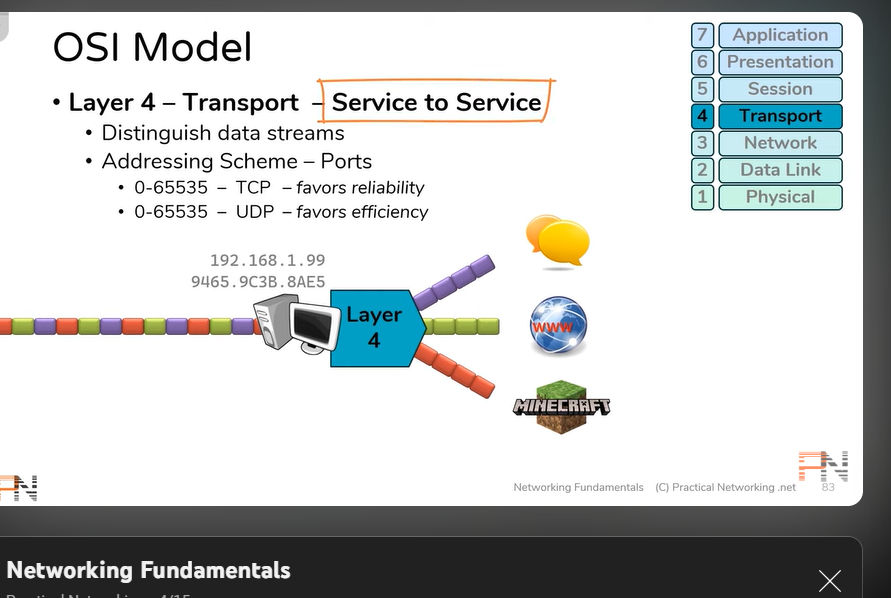 OSI Model
• Layer 4 – Transport – Service to Service
• Distinguish data streams
• Addressing Scheme – Ports
• 0-65535 – TCP – favors reliability
• 0-65535 – UDP – favors efficiency
7 Application
6 Presentation
5 Session
4 Transport
3 Network
2 Data Link
1 Physical
192.168.1.99
9465.9C3B.8AE5
Layer
4
www
MINECRAFT
PN
PN
Networking Fundamentals (C) Practical Networking .net 83
Networking Fundamentals